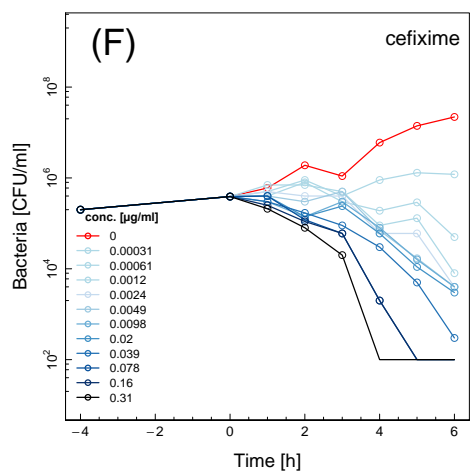 (F)
cefixime
Bacteria [CFU/ml]
10^8
10^6
10^4
10^2
conc. [µg/ml]
0
0.00031
0.00061
0.0012
0.0024
0.0049
0.0098
0.02
0.039
0.078
0.16
0.31
−4 −2 0 2 4 6
Time [h]